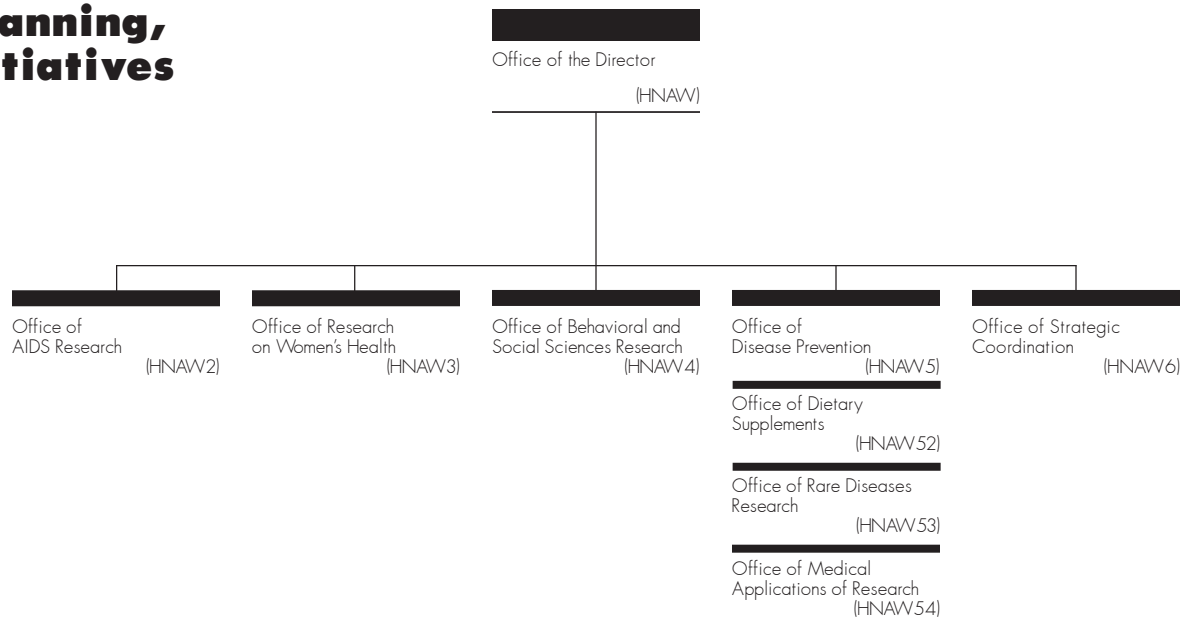 anning,
tiatives
Office of the Director
(HNAW)
Office of
AIDS Research
(HNAW2)
Office of Research
on Women's Health
(HNAW3)
Office of Behavioral and
Social Sciences Research
(HNAW4)
Office of
Disease Prevention
(HNAW5)
Office of Dietary
Supplements
(HNAW52)
Office of Rare Diseases
Research
(HNAW53)
Office of Medical
Applications of Research
(HNAW54)
Office of Strategic
Coordination
(HNAW6)